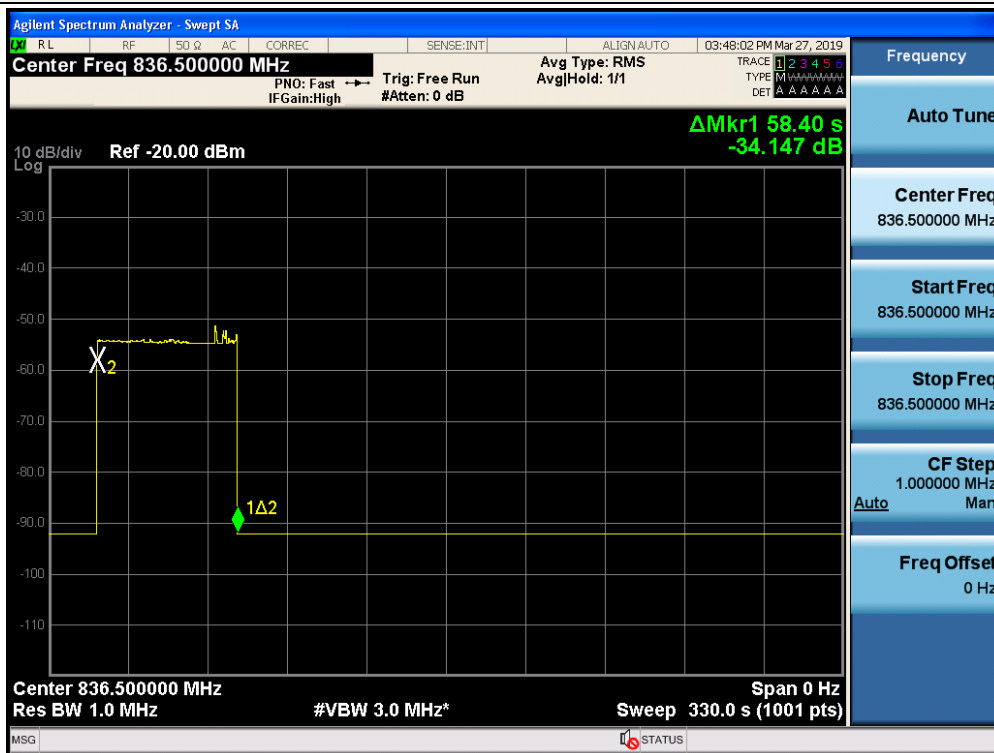 Agilent Spectrum Analyzer - Swept SA
LXI RL RF 50 Ω AC CORREC SENSE:INT ALIGN AUTO 03:48:02 PM Mar 27, 2019
Center Freq 836.500000 MHz
PNO: Fast
IFGain:High
Trig: Free Run
#Atten: 0 dB
Avg Type: RMS
Avg|Hold: 1/1
TRACE 1 2 3 4 5 6
TYPE M WWWWW
DET A A A A A A
ΔMkr1 58.40 s
-34.147 dB
10 dB/div Ref -20.00 dBm
Log
-30.0
-40.0
-50.0
-60.0
-70.0
-80.0
-90.0
-100
-110
X2
1Δ2
Center 836.500000 MHz Span 0 Hz
Res BW 1.0 MHz #VBW 3.0 MHz* Sweep 330.0 s (1001 pts)
MSG STATUS
Frequency
Auto Tune
Center Freq
836.500000 MHz
Start Freq
836.500000 MHz
Stop Freq
836.500000 MHz
CF Step
1.000000 MHz
Auto Man
Freq Offset
0 Hz